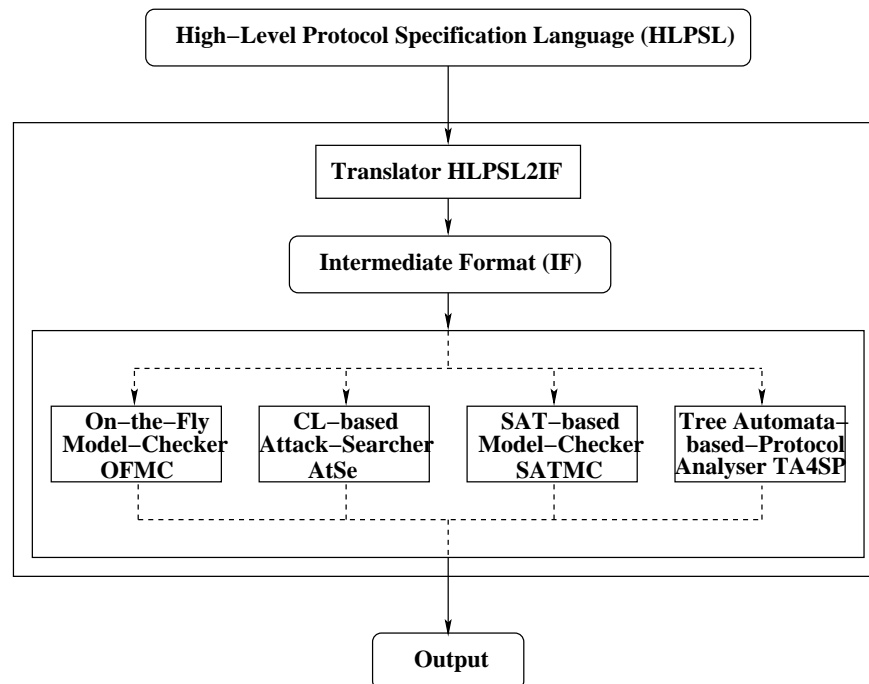 High−Level Protocol Specification Language (HLPSL)
Translator HLPSL2IF
Intermediate Format (IF)
On−the−Fly
Model−Checker
OFMC
CL−based
Attack−Searcher
AtSe
SAT−based
Model−Checker
SATMC
Tree Automata−
based−Protocol
Analyser TA4SP
Output